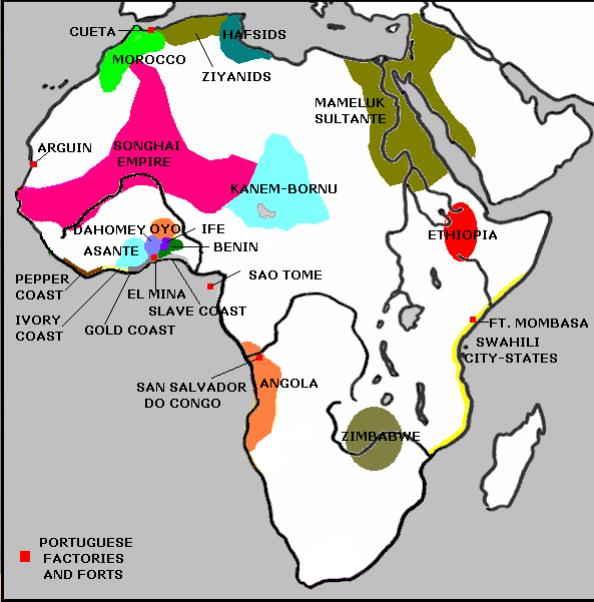 CUETA
HAFSIDS
MOROCCO
ZIYANIDS
MAMELUK
SULTANTE
ARGUIN
SONGHAI
EMPIRE
KANEM-BORNU
DAHOMEY
OYO
IFE
ETHIOPIA
ASANTE
BENIN
PEPPER
COAST
SAO TOME
EL MINA
SLAVE COAST
IVORY
COAST
GOLD COAST
FT. MOMBASA
SWAHILI
CITY-STATES
SAN SALVADOR
DO CONGO
ANGOLA
ZIMBABWE
PORTUGUESE
FACTORIES
AND FORTS